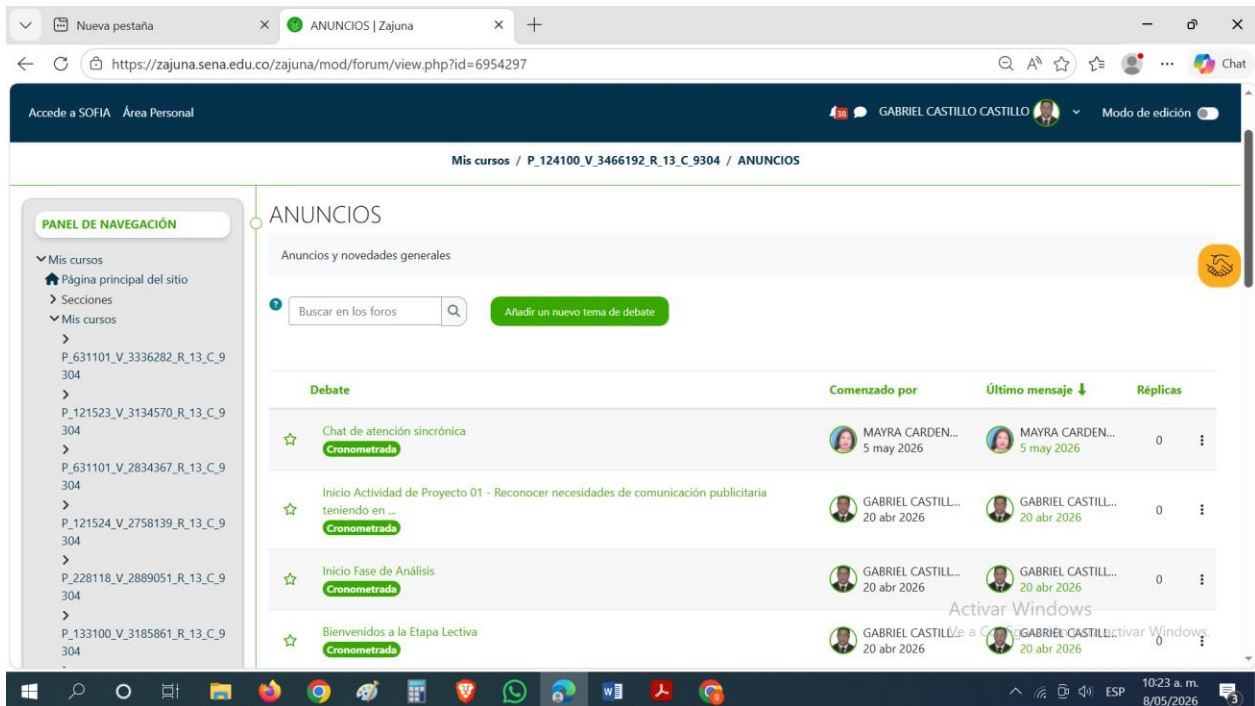 Nueva pestaña
ANUNCIOS | Zajuna
https://zajuna.sena.edu.co/zajuna/mod/forum/view.php?id=6954297
Chat
Accede a SOFIA Área Personal
38
GABRIEL CASTILLO CASTILLO
Modo de edición
Mis cursos / P_124100_V_3466192_R_13_C_9304 / ANUNCIOS
PANEL DE NAVEGACIÓN
Mis cursos
Página principal del sitio
Secciones
Mis cursos
P_631101_V_3336282_R_13_C_9
304
P_121523_V_3134570_R_13_C_9
304
P_631101_V_2834367_R_13_C_9
304
P_121524_V_2758139_R_13_C_9
304
P_228118_V_2889051_R_13_C_9
304
P_133100_V_3185861_R_13_C_9
304
ANUNCIOS
Anuncios y novedades generales
Buscar en los foros
Añadir un nuevo tema de debate
Debate Comenzado por Último mensaje Réplicas
Chat de atención sincrónica
Cronometrada
MAYRA CARDEN...
5 may 2026
MAYRA CARDEN...
5 may 2026
0
Inicio Actividad de Proyecto 01 - Reconocer necesidades de comunicación publicitaria
teniendo en ...
Cronometrada
GABRIEL CASTILL...
20 abr 2026
GABRIEL CASTILL...
20 abr 2026
0
Inicio Fase de Análisis
Cronometrada
GABRIEL CASTILL...
20 abr 2026
GABRIEL CASTILL...
20 abr 2026
0
Bienvenidos a la Etapa Lectiva
Cronometrada
GABRIEL CASTILL...
20 abr 2026
GABRIEL CASTILL...
20 abr 2026
0
Activar Windows
Ve a
activar Windows.
ESP
10:23 a. m.
8/05/2026
3